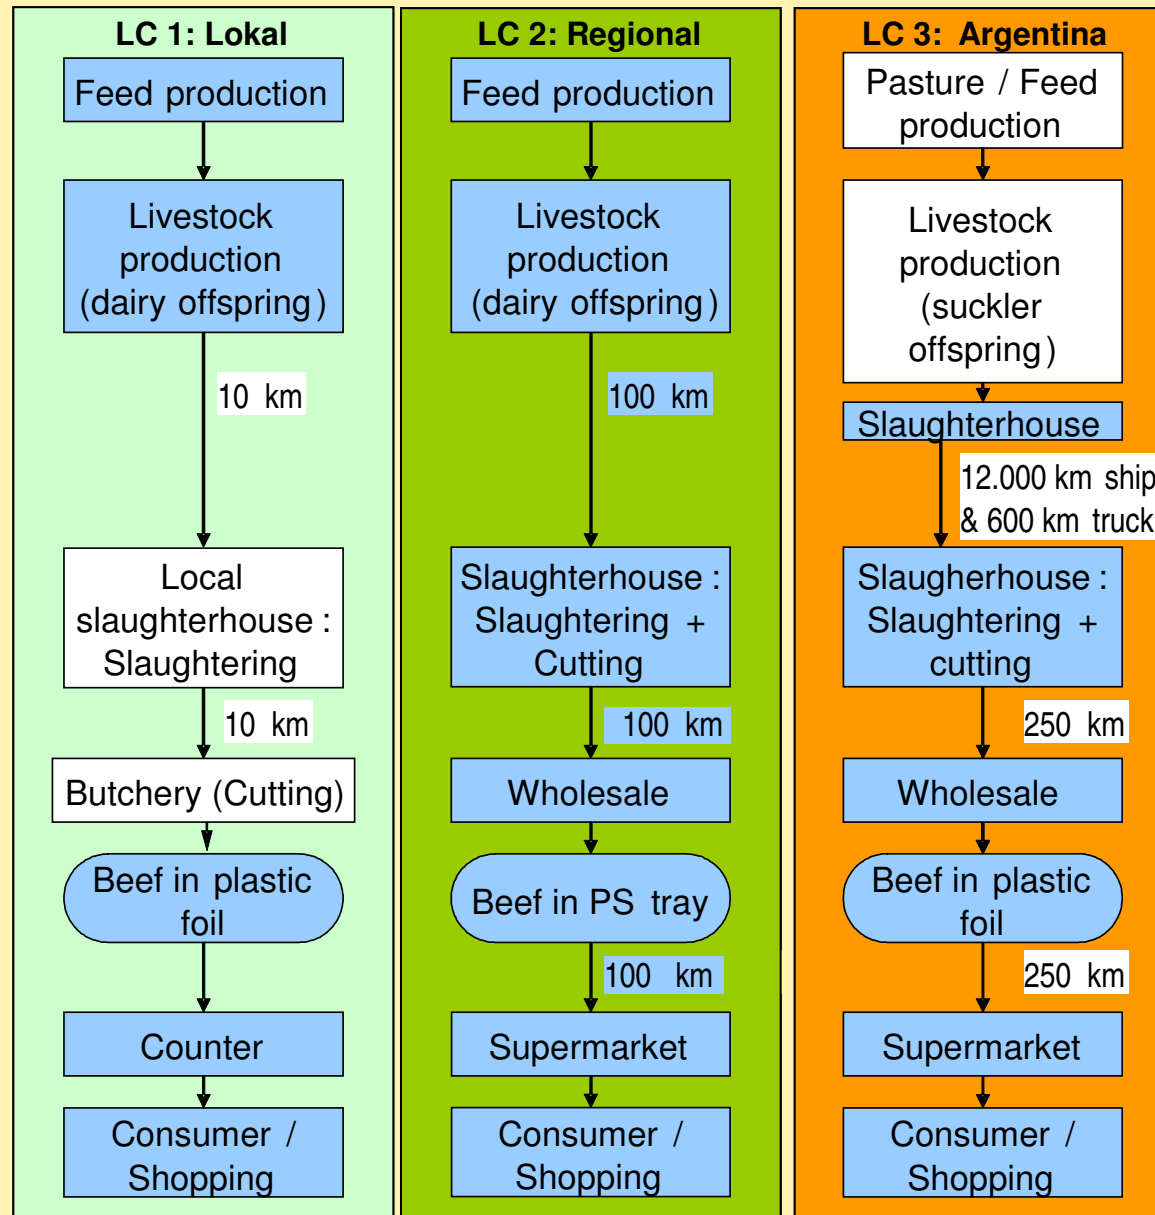 LC 1: Lokal
Feed production
Livestock
production
(dairy offspring)
10 km
Local
slaughterhouse :
Slaughtering
10 km
Butchery (Cutting)
Beef in plastic
foil
Counter
Consumer /
Shopping
LC 2: Regional
Feed production
Livestock
production
(dairy offspring)
100 km
Slaughterhouse :
Slaughtering +
Cutting
100 km
Wholesale
Beef in PS tray
100 km
Supermarket
Consumer /
Shopping
LC 3: Argentina
Pasture / Feed
production
Livestock
production
(suckler
offspring)
Slaughterhouse
12.000 km ship
& 600 km truck
Slaugherhouse :
Slaughtering +
cutting
250 km
Wholesale
Beef in plastic
foil
250 km
Supermarket
Consumer /
Shopping